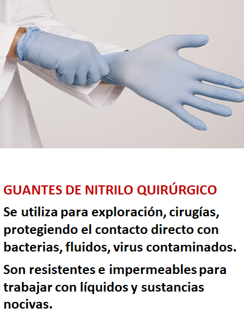 GUANTES DE NITRILO QUIRÚRGICO
Se utiliza para exploración, cirugías,
protegiendo el contacto directo con
bacterias, fluidos, virus contaminados.
Son resistentes e impermeables para
trabajar con líquidos y sustancias
nocivas.